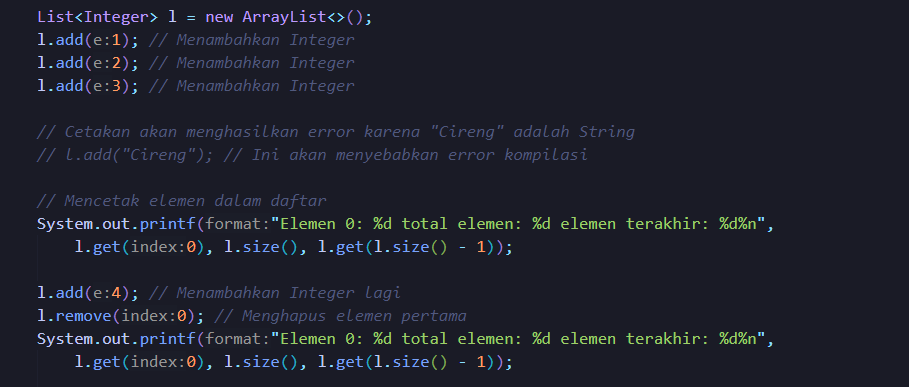 List<Integer> l = new ArrayList<>();
l.add(e:1); // Menambahkan Integer
l.add(e:2); // Menambahkan Integer
l.add(e:3); // Menambahkan Integer
// Cetakan akan menghasilkan error karena "Cireng" adalah String
// l.add("Cireng"); // Ini akan menyebabkan error kompilasi
// Mencetak elemen dalam daftar
System.out.printf(format:"Elemen 0: %d total elemen: %d elemen terakhir: %d%n",
l.get(index:0), l.size(), l.get(l.size() - 1));
l.add(e:4); // Menambahkan Integer lagi
l.remove(index:0); // Menghapus elemen pertama
System.out.printf(format:"Elemen 0: %d total elemen: %d elemen terakhir: %d%n",
l.get(index:0), l.size(), l.get(l.size() - 1));